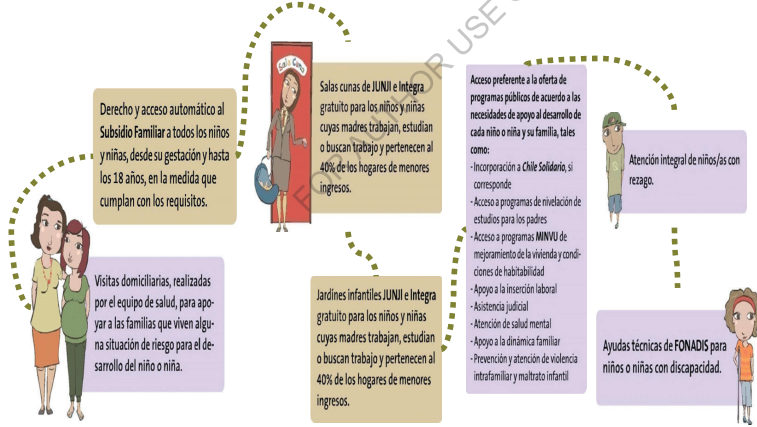 Visitas domiciliarias, realizadas
por el equipo de salud, para apo-
yar a las familias que viven algu-
na situación de riesgo para el de-
sarrollo del niño o niña.
Derecho y acceso automático al
Subsidio Familiar a todos los niños
y niñas, desde su gestación y hasta
los 18 años, en la medida que
cumplan con los requisitos.
Sala Cuna
Salas cunas de JUNJI e Integra
gratuito para los niños y niñas
cuyas madres trabajan, estudian
o buscan trabajo y pertenecen al
40% de los hogares de menores
ingresos.
Jardines infantiles JUNJI e Integra
gratuito para los niños y niñas
cuyas madres trabajan, estudian
o buscan trabajo y pertenecen al
40% de los hogares de menores
ingresos.
Acceso preferente a la oferta de
programas públicos de acuerdo a las
necesidades de apoyo al desarrollo de
cada niño o niña y su familia, tales
como:
- Incorporación a Chile Solidario, si
corresponde
- Acceso a programas de nivelación de
estudios para los padres
- Acceso a programas MINVU de
mejoramiento de la vivienda y condi-
ciones de habitabilidad
- Apoyo a la inserción laboral
- Asistencia judicial
- Atención de salud mental
- Apoyo a la dinámica familiar
- Prevención y atención de violencia
intrafamiliar y maltrato infantil
Atención integral de niños/as con
rezago.
Ayudas técnicas de FONADIS para
niños o niñas con discapacidad.
FOR AUTHOR USE